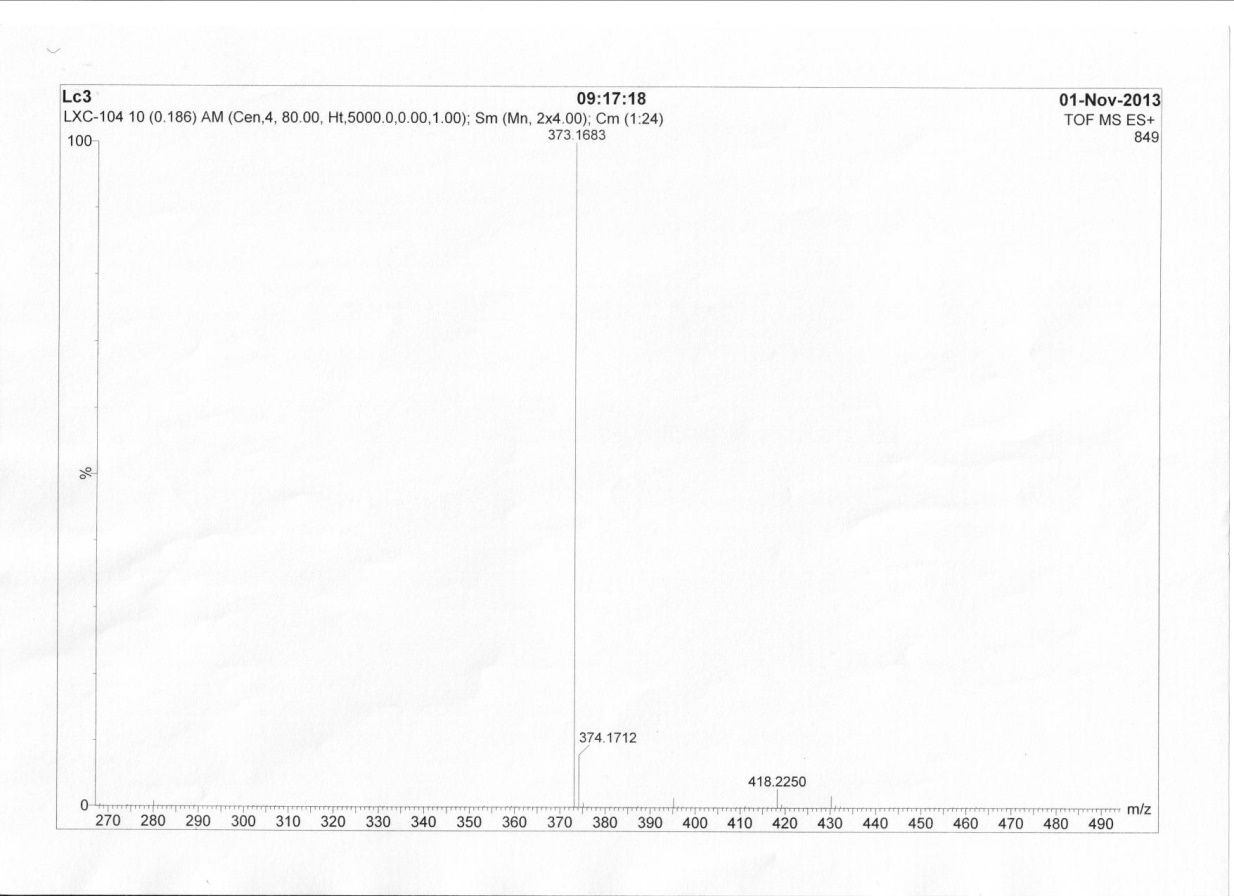 Lc3 09:17:18 01-Nov-2013
LXC-104 10 (0.186) AM (Cen,4, 80.00, Ht,5000.0,0.00,1.00); Sm (Mn, 2x4.00); Cm (1:24) TOF MS ES+
373.1683 849
100
%
374.1712
418.2250
0
m/z
270 280 290 300 310 320 330 340 350 360 370 380 390 400 410 420 430 440 450 460 470 480 490